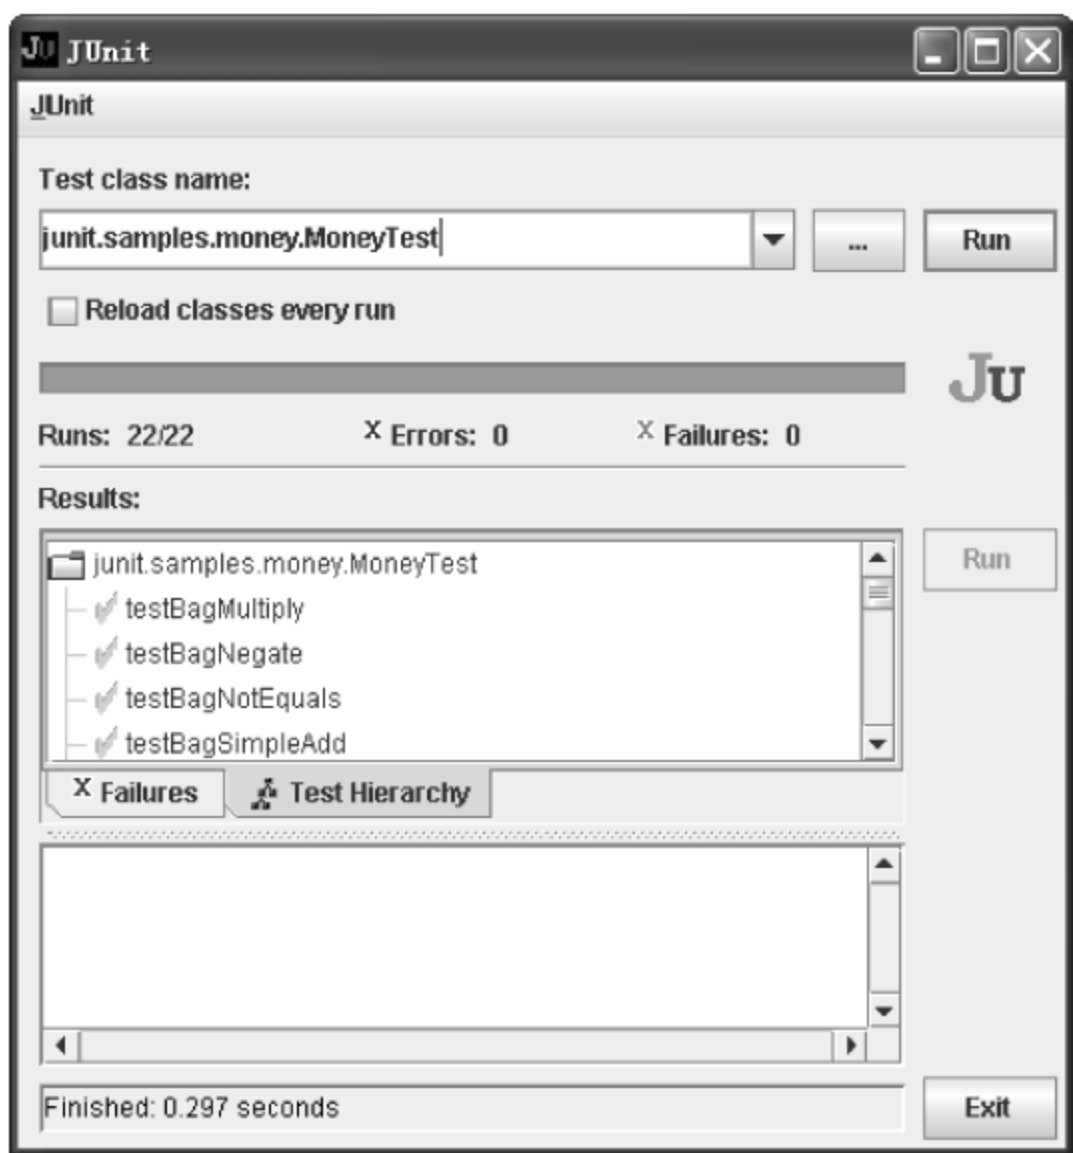 JU JUnit
JUnit
Test class name:
junit.samples.money.MoneyTest ... Run
Reload classes every run
JU
Runs: 22/22 X Errors: 0 X Failures: 0
Results:
junit.samples.money.MoneyTest Run
testBagMultiply
testBagNegate
testBagNotEquals
testBagSimpleAdd
X Failures Test Hierarchy
Finished: 0.297 seconds Exit